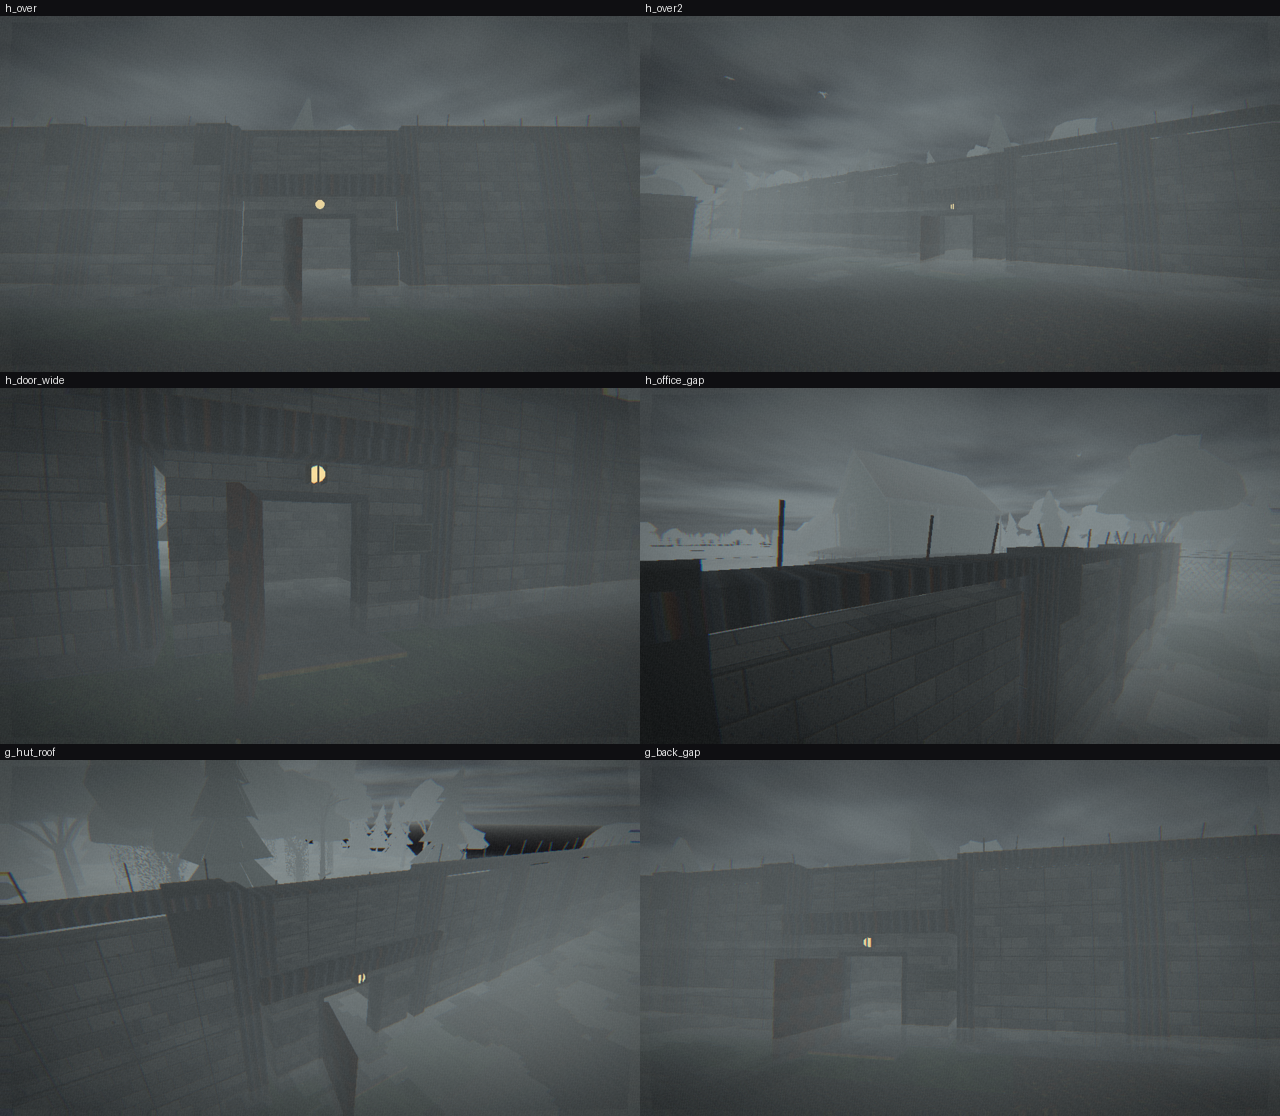 h_over
h_over2
h_door_wide
h_office_gap
g_hut_roof
g_back_gap